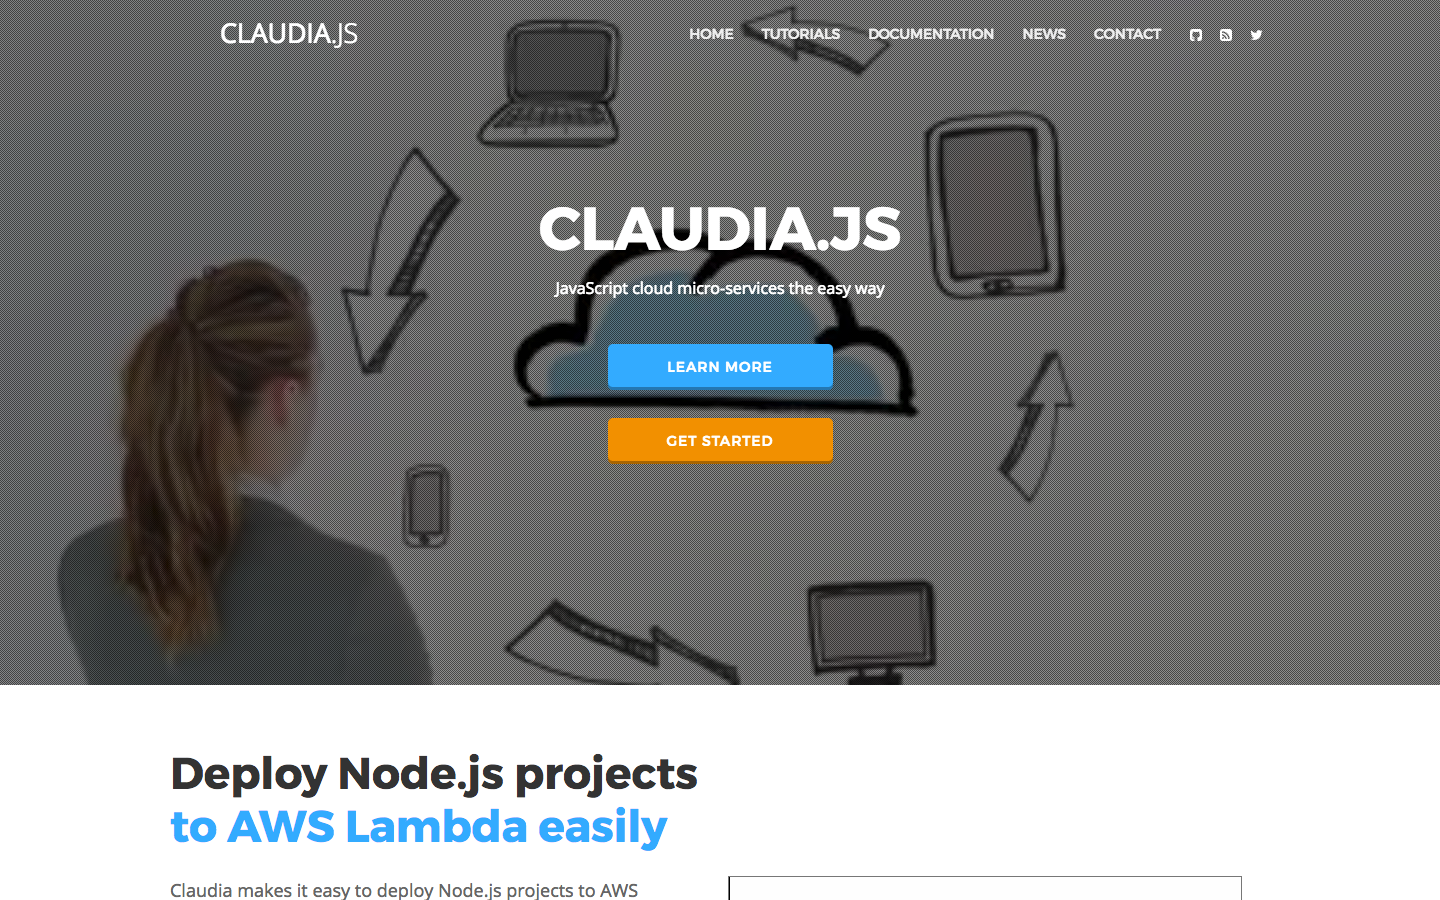 CLAUDIA.JS
HOME TUTORIALS DOCUMENTATION NEWS CONTACT
CLAUDIA.JS
JavaScript cloud micro-services the easy way
LEARN MORE
GET STARTED
Deploy Node.js projects
to AWS Lambda easily
Claudia makes it easy to deploy Node.js projects to AWS